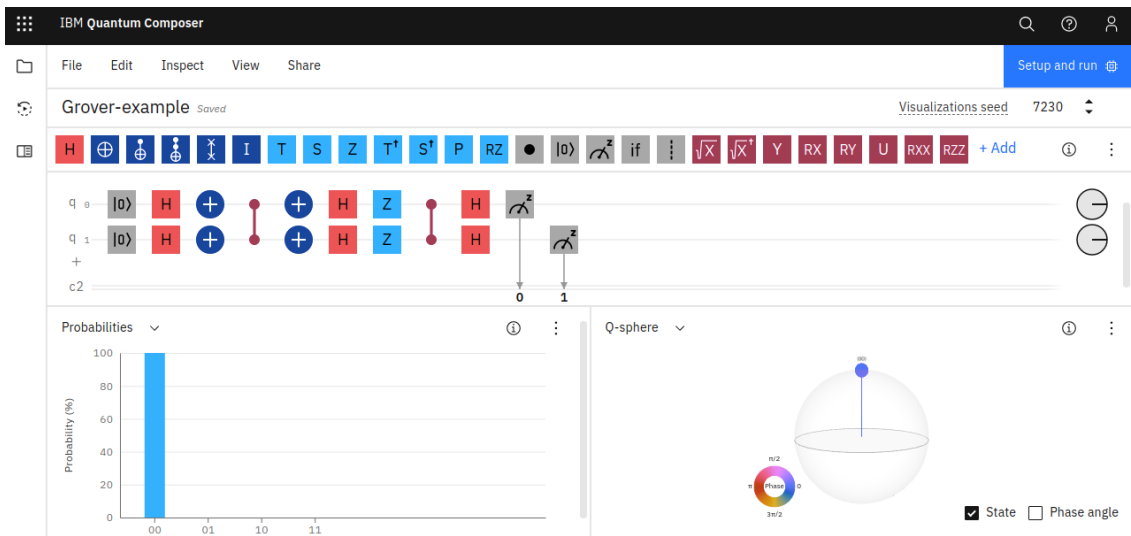 IBM Quantum Composer
File Edit Inspect View Share Setup and run
Grover-example Saved Visualizations seed 7230
H I T S Z T† S† P RZ |0⟩ z if √X √X† Y RX RY U RXX RZZ + Add
q 0 |0⟩ H H Z H z
q 1 |0⟩ H H Z H z
+
c2
0 1
Probabilities
Q-sphere
Probability (%)
100
80
60
40
20
0
00 01 10 11
|00⟩
π/2
π Phase 0
3π/2
State Phase angle